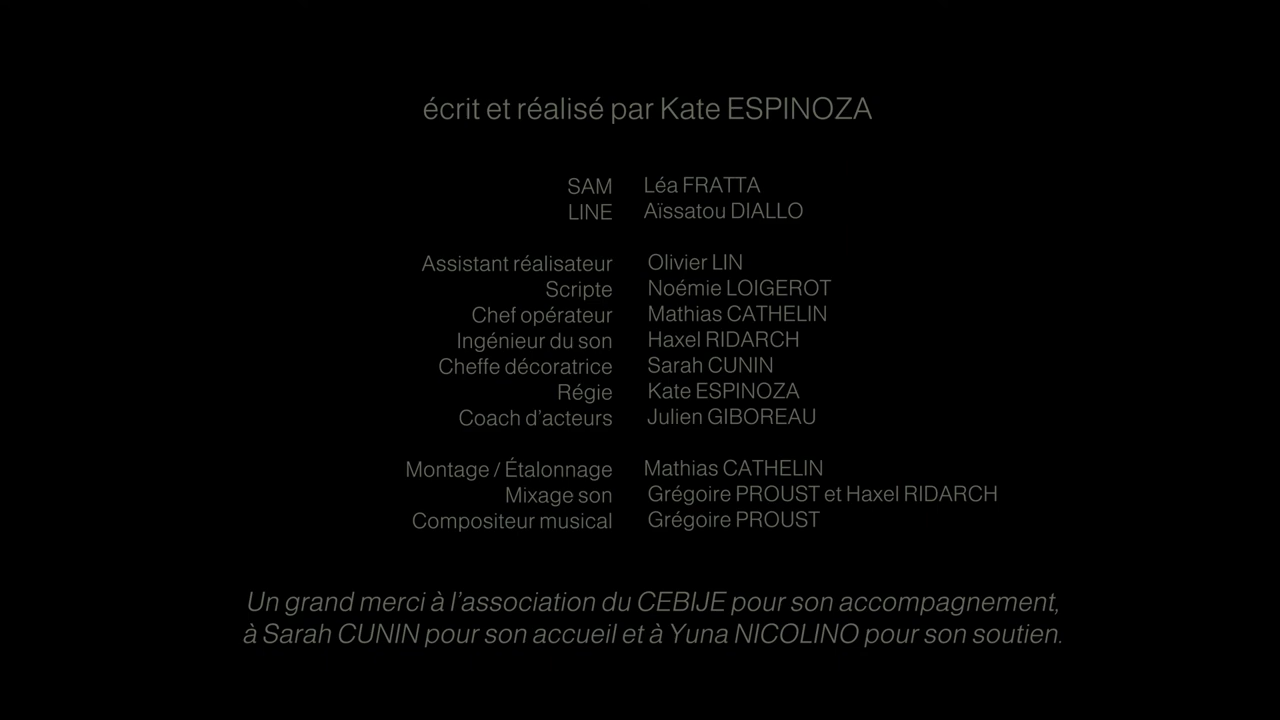 écrit et réalisé par Kate ESPINOZA
SAM Léa FRATTA
LINE Aïssatou DIALLO
Assistant réalisateur Olivier LIN
Scripte Noémie LOIGEROT
Chef opérateur Mathias CATHELIN
Ingénieur du son Haxel RIDARCH
Cheffe décoratrice Sarah CUNIN
Régie Kate ESPINOZA
Coach d’acteurs Julien GIBOREAU
Montage / Étalonnage Mathias CATHELIN
Mixage son Grégoire PROUST et Haxel RIDARCH
Compositeur musical Grégoire PROUST
Un grand merci à l’association du CEBIJE pour son accompagnement,
à Sarah CUNIN pour son accueil et à Yuna NICOLINO pour son soutien.